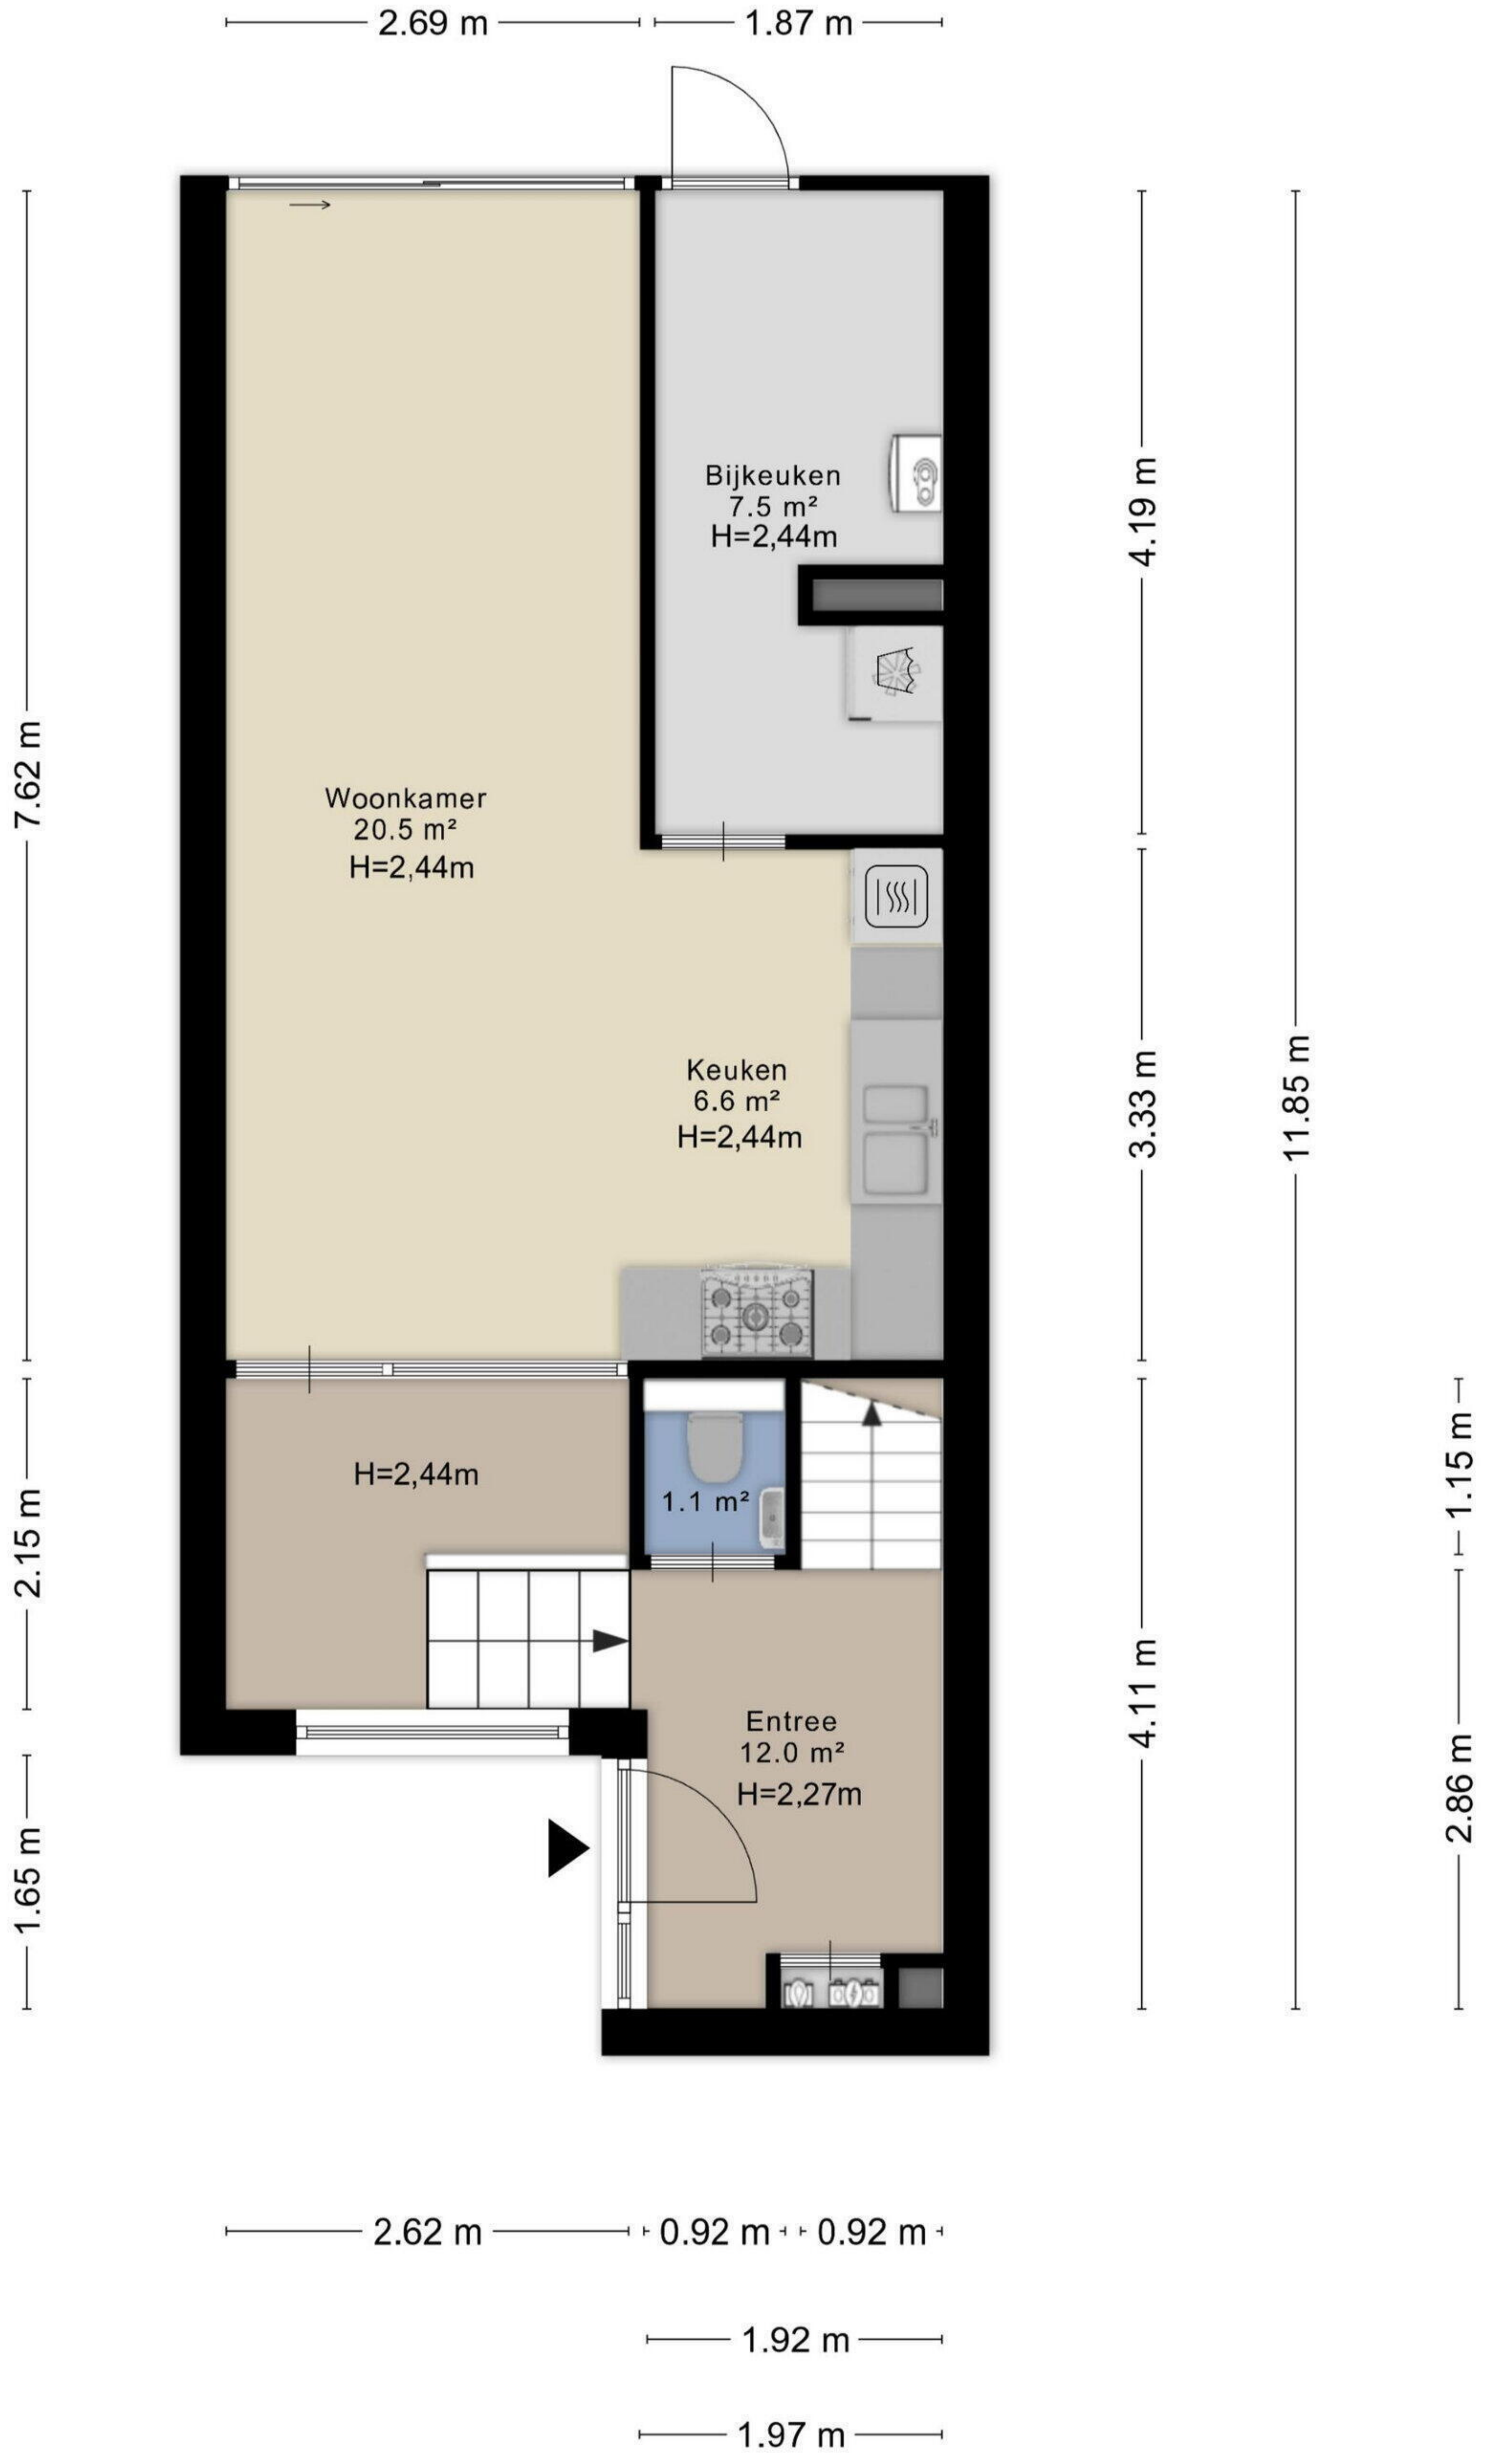 2.69 m
1.87 m
Bijkeuken
7.5 m²
H=2,44m
4.19 m
7.62 m
Woonkamer
20.5 m²
H=2,44m
Keuken
6.6 m²
H=2,44m
3.33 m
11.85 m
H=2,44m
1.1 m²
1.15 m
2.15 m
Entree
12.0 m²
H=2,27m
4.11 m
2.86 m
1.65 m
2.62 m
0.92 m
0.92 m
1.92 m
1.97 m